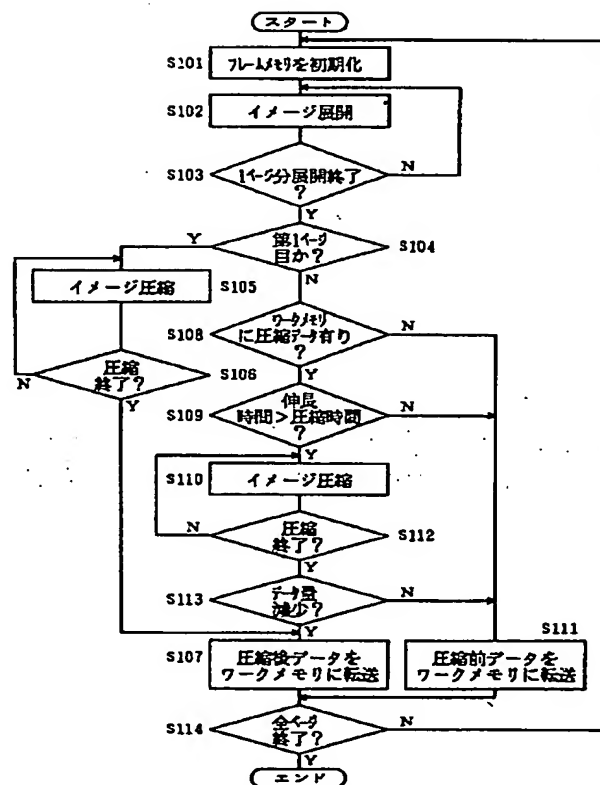 スタート
S101
フレームメモリを初期化
S102
イメージ展開
S103
1ページ分展開終了
?
N
Y
Y
第1ページ
目か?
S104
N
イメージ圧縮
S105
S108
ワークメモリ
に圧縮データ有り
?
N
Y
圧縮
終了?
S106
N
Y
S109
伸長
時間>圧縮時間
?
N
Y
S110
イメージ圧縮
N
圧縮
終了?
S112
Y
S113
データ量
減少?
N
Y
S107
圧縮後データを
ワークメモリに転送
S111
圧縮前データを
ワークメモリに転送
S114
全ページ
終了?
N
Y
エンド